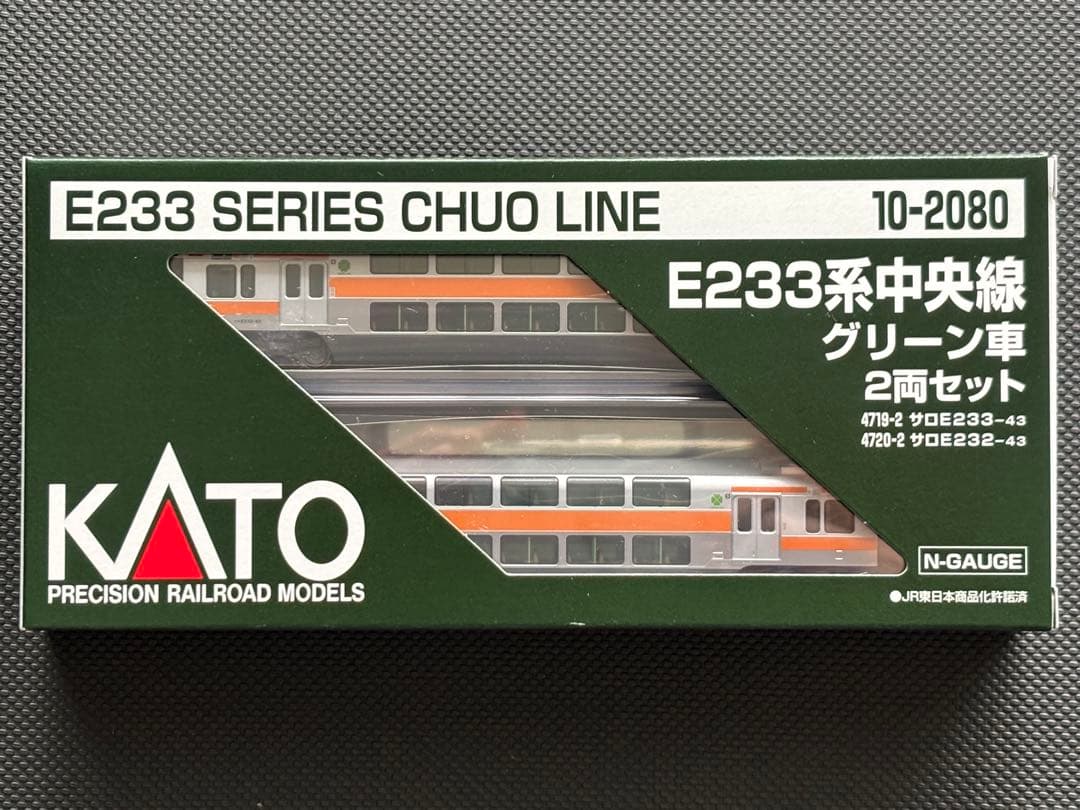 E233 SERIES CHUO LINE
10-2080
E233系中央線
グリーン車
2両セット
4719-2 サロE233-43
4720-2 サロE232-43
KATO
PRECISION RAILROAD MODELS
N-GAUGE
●JR東日本商品化許諾済